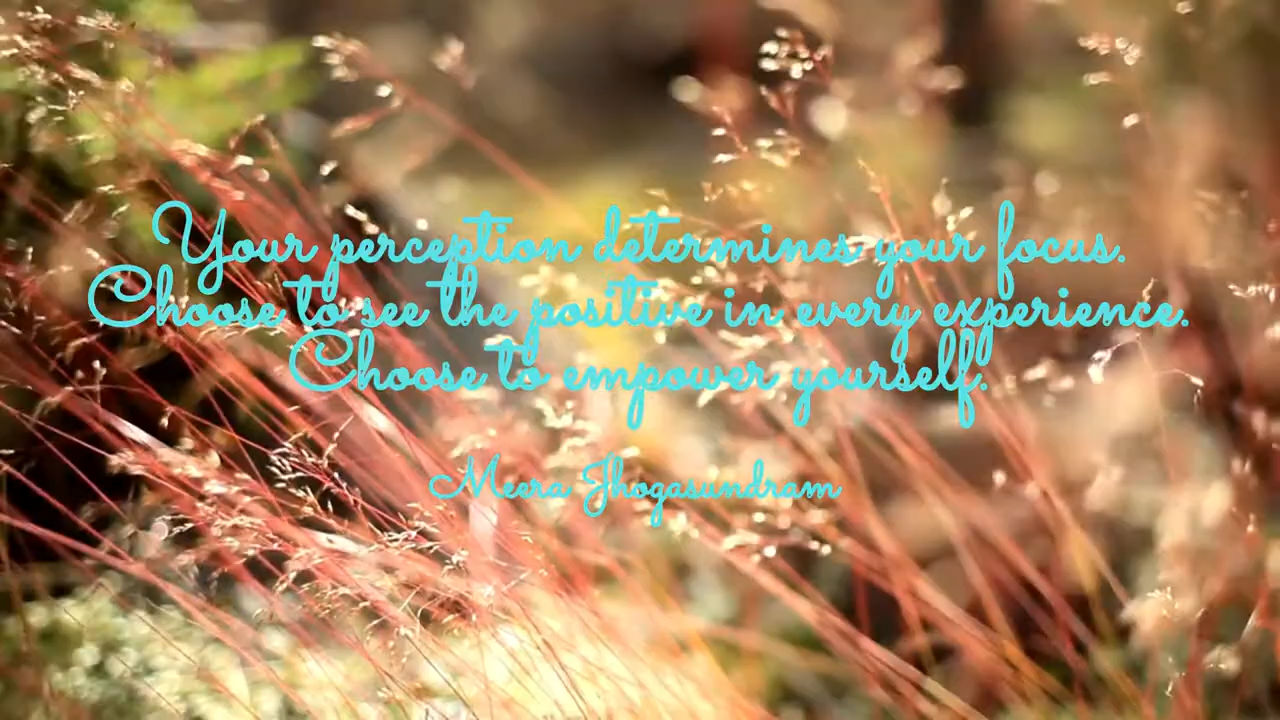 Your perception determines your focus.
Choose to see the positive in every experience.
Choose to empower yourself.
Meera Jhogasundram